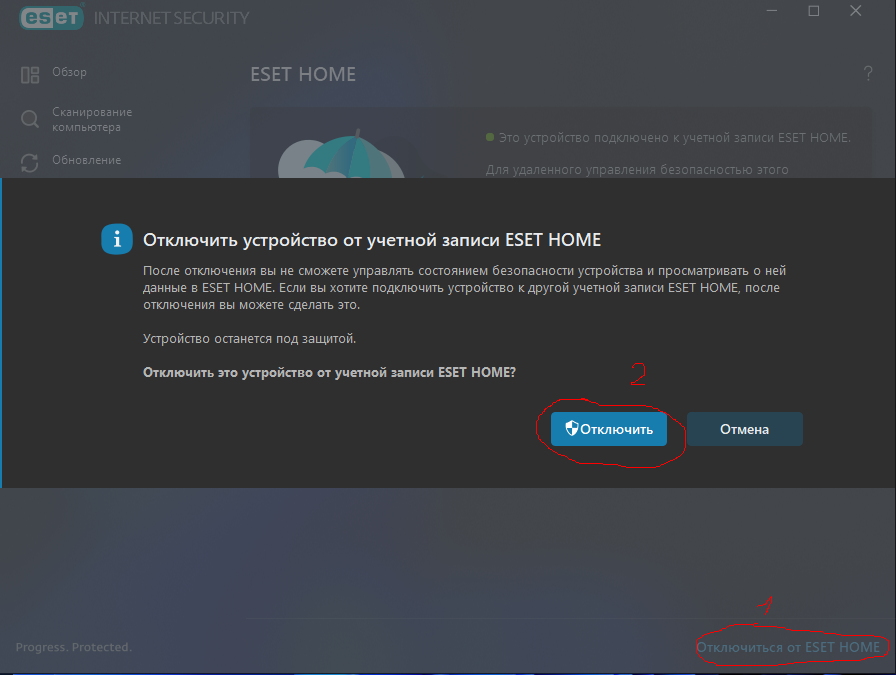 eset INTERNET SECURITY
Обзор
ESET HOME
?
Сканирование
компьютера
Это устройство подключено к учетной записи ESET HOME.
Обновление
Для удаленного управления безопасностью этого
Отключить устройство от учетной записи ESET HOME
После отключения вы не сможете управлять состоянием безопасности устройства и просматривать о ней
данные в ESET HOME. Если вы хотите подключить устройство к другой учетной записи ESET HOME, после
отключения вы можете сделать это.
Устройство останется под защитой.
Отключить это устройство от учетной записи ESET HOME?
2
Отключить
Отмена
1
Progress. Protected.
Отключиться от ESET HOME